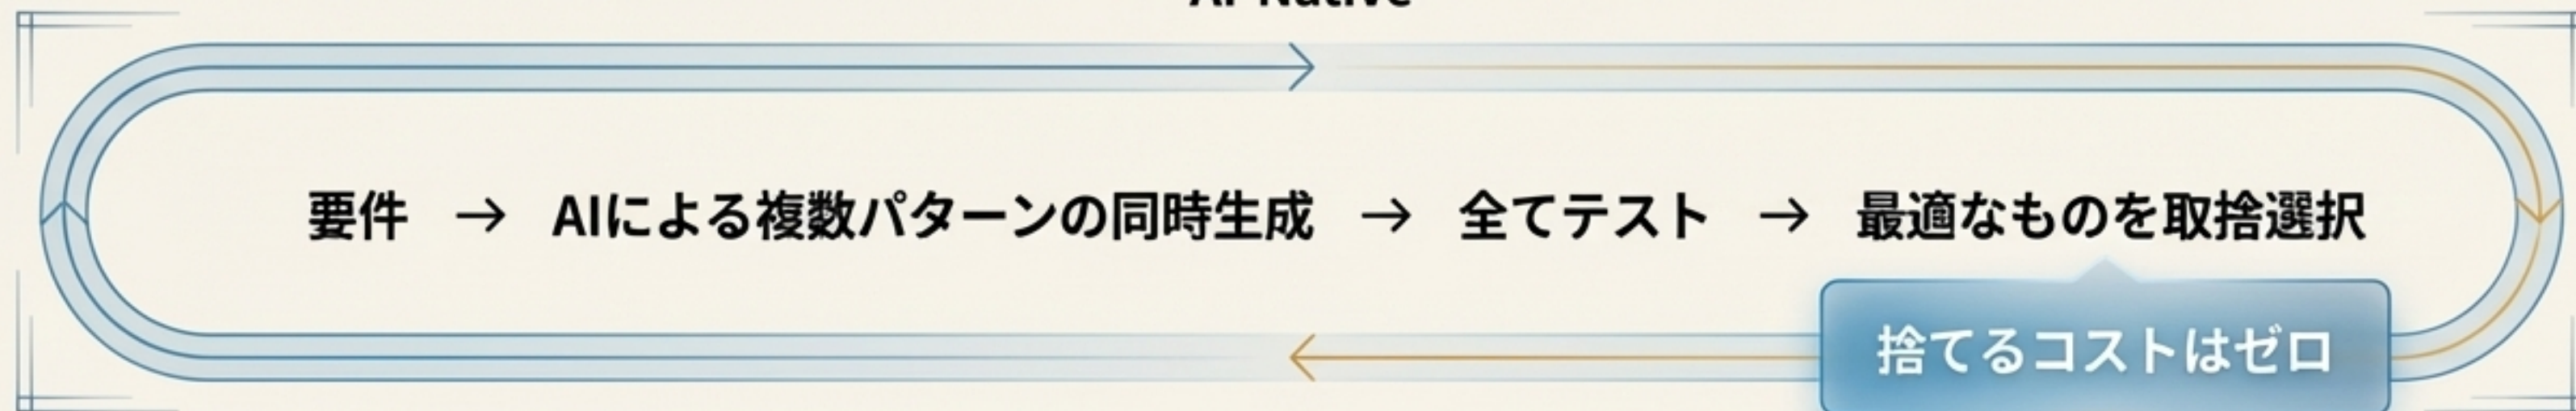 AI-Native
要件 → AIによる複数パターンの同時生成 → 全てテスト → 最適なものを取捨選択
捨てるコストはゼロ